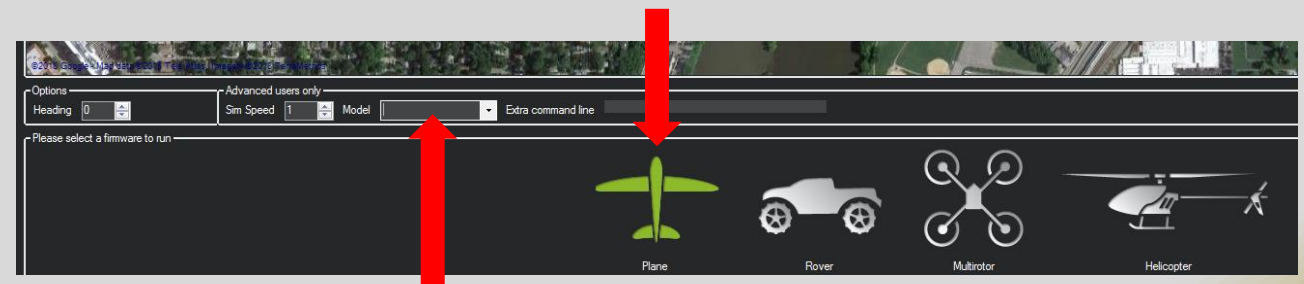 Options
Heading 0
Advanced users only
Sim Speed 1 Model Extra command line
Please select a firmware to run
Plane
Rover
Multirotor
Helicopter